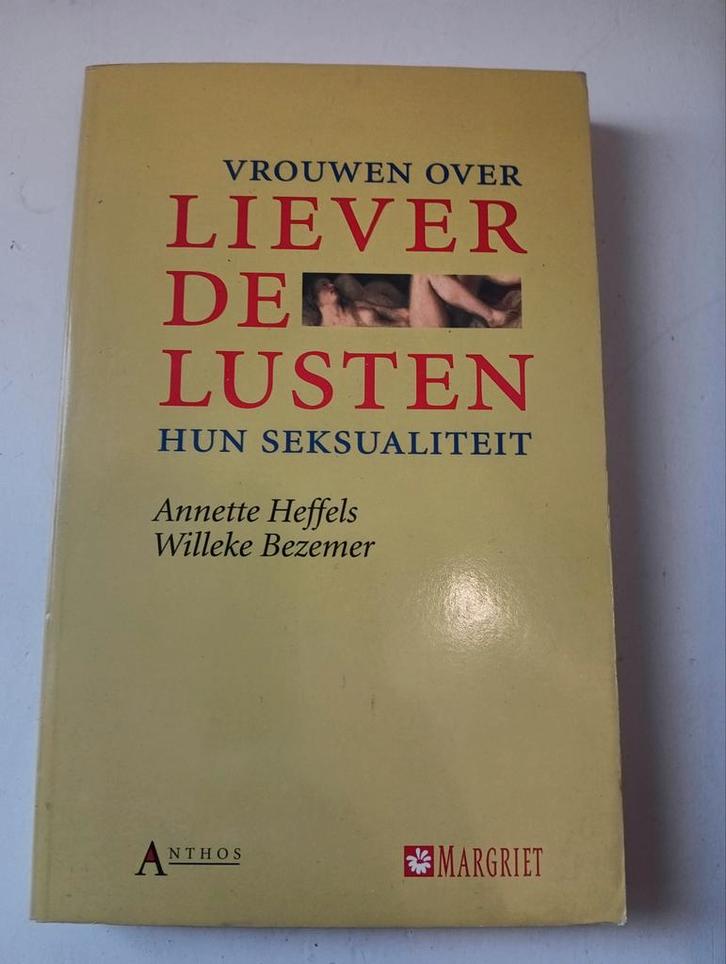 VROUWEN OVER
LIEVER
DE
LUSTEN
HUN SEKSUALITEIT
Annette Heffels
Willeke Bezemer
ANTHOS
MARGRIET